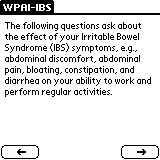 WPAI-IBS
The following questions ask about
the effect of your Irritable Bowel
Syndrome (IBS) symptoms, e.g.,
abdominal discomfort, abdominal
pain, bloating, constipation, and
diarrhea on your ability to work and
perform regular activities.